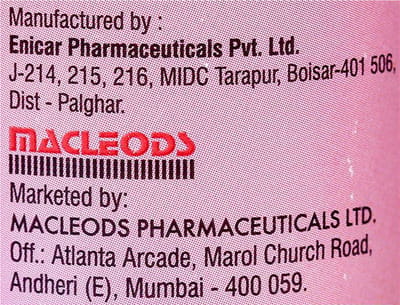 Manufactured by :
Enicar Pharmaceuticals Pvt. Ltd.
J-214, 215, 216, MIDC Tarapur, Boisar-401 506,
Dist - Palghar.
MACLEODS
Marketed by:
MACLEODS PHARMACEUTICALS LTD.
Off.: Atlanta Arcade, Marol Church Road,
Andheri (E), Mumbai - 400 059.